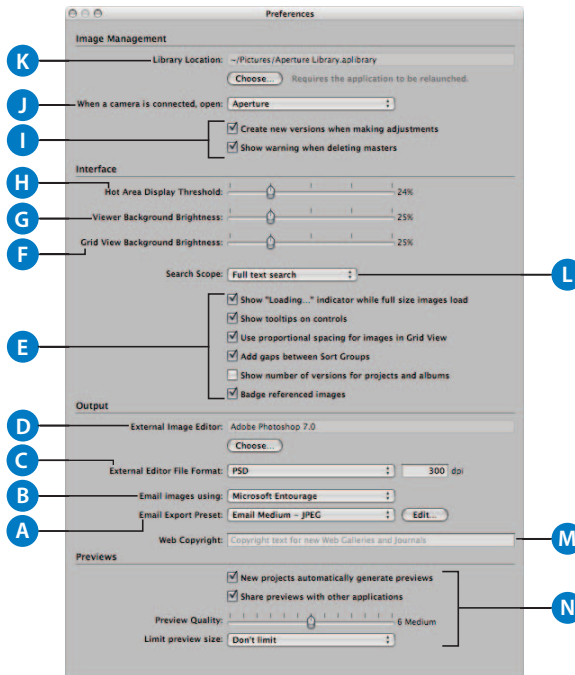 Preferences
Image Management
K Library Location: ~/Pictures/Aperture Library.aplibrary
Choose... Requires the application to be relaunched.
J When a camera is connected, open: Aperture
I Create new versions when making adjustments
Show warning when deleting masters
Interface
H Hot Area Display Threshold: 24%
G Viewer Background Brightness: 25%
F Grid View Background Brightness: 25%
Search Scope: Full text search L
Show "Loading..." indicator while full size images load
Show tooltips on controls
E Use proportional spacing for images in Grid View
Add gaps between Sort Groups
Show number of versions for projects and albums
Badge referenced images
Output
D External Image Editor: Adobe Photoshop 7.0
Choose...
C External Editor File Format: PSD 300 dpi
B Email images using: Microsoft Entourage
A Email Export Preset: Email Medium - JPEG Edit...
Web Copyright: Copyright text for new Web Galleries and Journals M
Previews
New projects automatically generate previews
Share previews with other applications N
Preview Quality: 6 Medium
Limit preview size: Don't limit